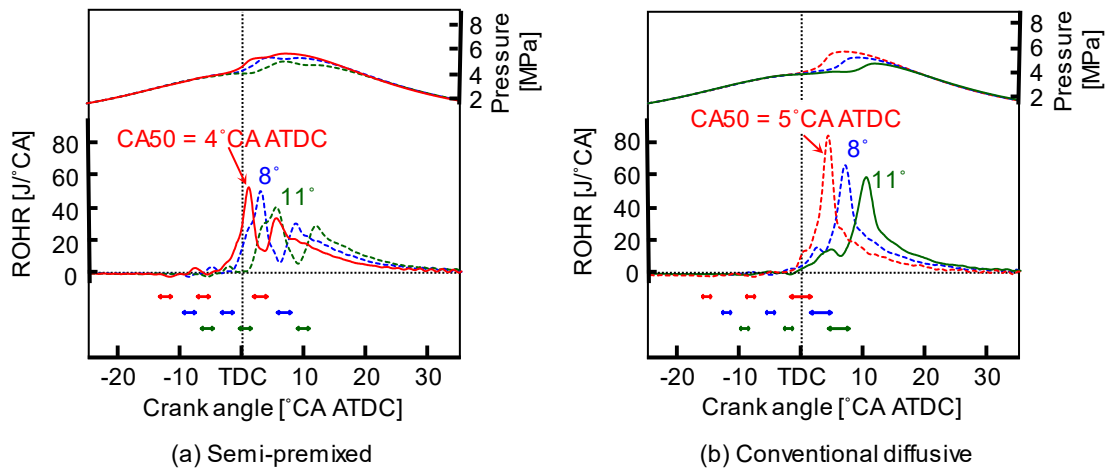 8
6
4
2
Pressure
[MPa]
CA50 = 4°CA ATDC
8°
11°
80
60
40
20
0
ROHR [J/°CA]
-20 -10 TDC 10 20 30
Crank angle [°CA ATDC]
(a) Semi-premixed
8
6
4
2
Pressure
[MPa]
CA50 = 5°CA ATDC
8°
11°
80
60
40
20
0
ROHR [J/°CA]
-20 -10 TDC 10 20 30
Crank angle [°CA ATDC]
(b) Conventional diffusive